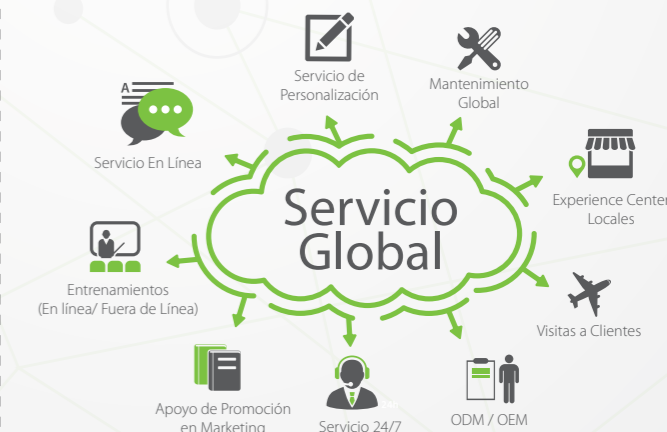 Servicio de
Personalización
Mantenimiento
Global
A
Servicio En Línea
Experience Center
Locales
Servicio
Global
Entrenamientos
(En línea/ Fuera de Línea)
Visitas a Clientes
Apoyo de Promoción
en Marketing
24h
Servicio 24/7
ODM / OEM